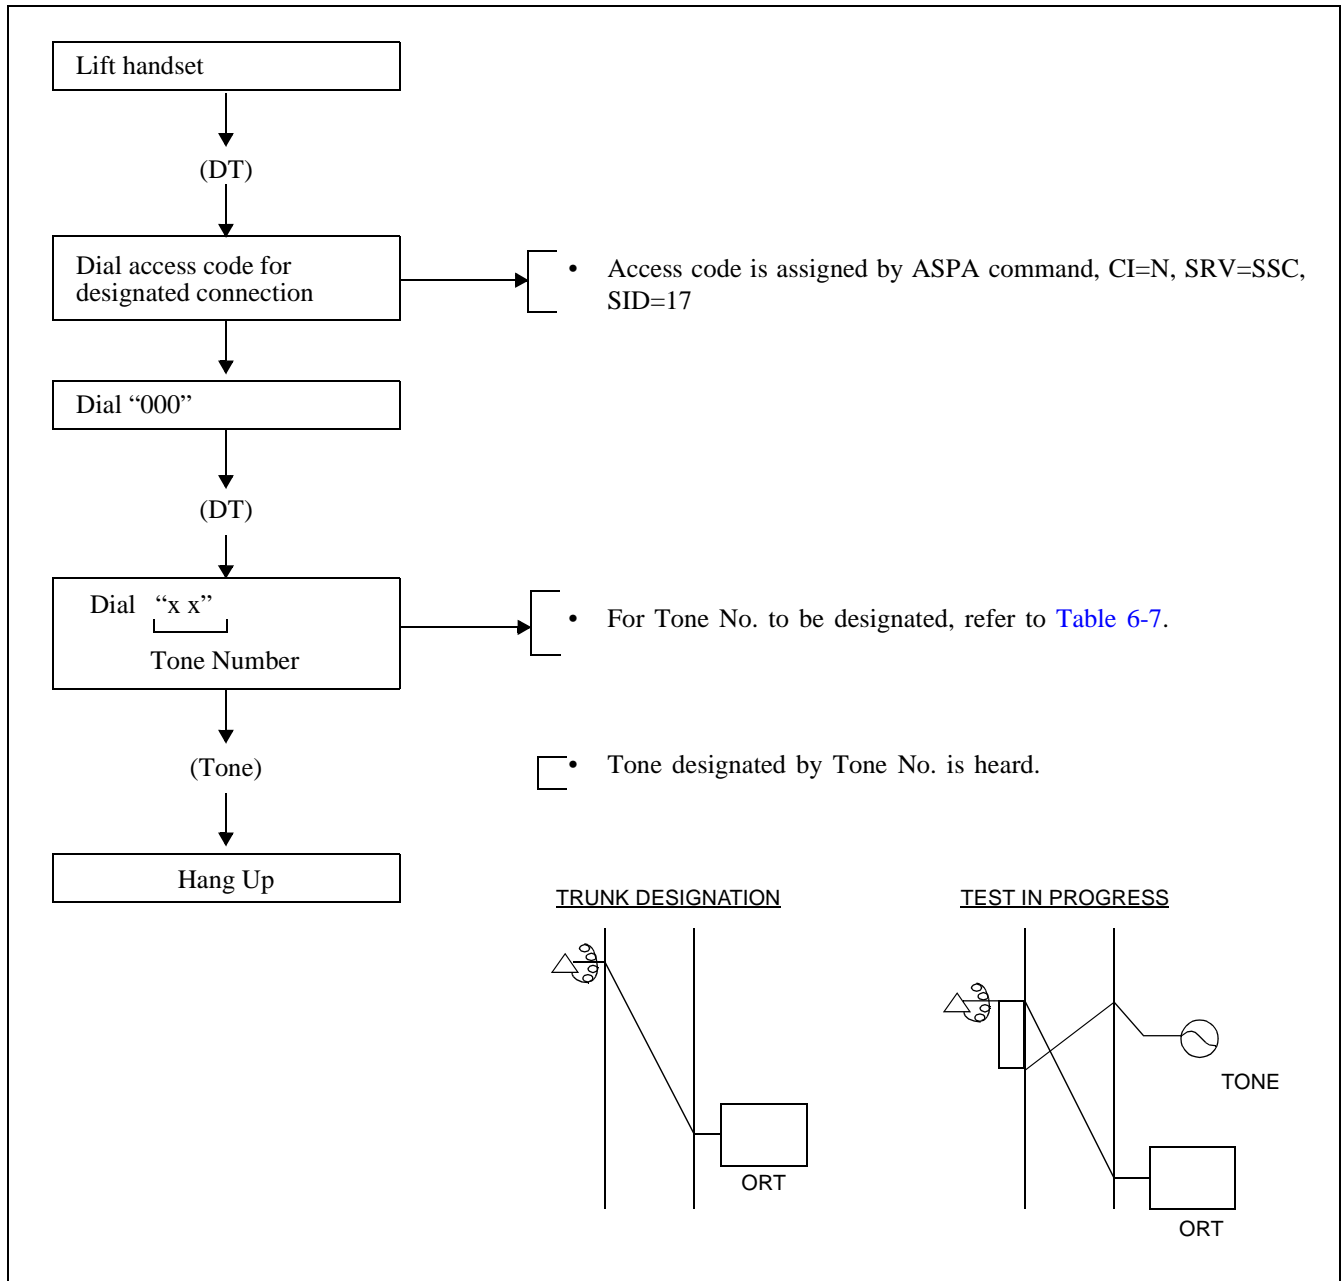 Lift handset
(DT)
Dial access code for
designated connection
• Access code is assigned by ASPA command, CI=N, SRV=SSC,
SID=17
Dial “000”
(DT)
Dial “x x”
Tone Number
• For Tone No. to be designated, refer to Table 6-7.
(Tone)
• Tone designated by Tone No. is heard.
Hang Up
TRUNK DESIGNATION
TEST IN PROGRESS
TONE
ORT
ORT